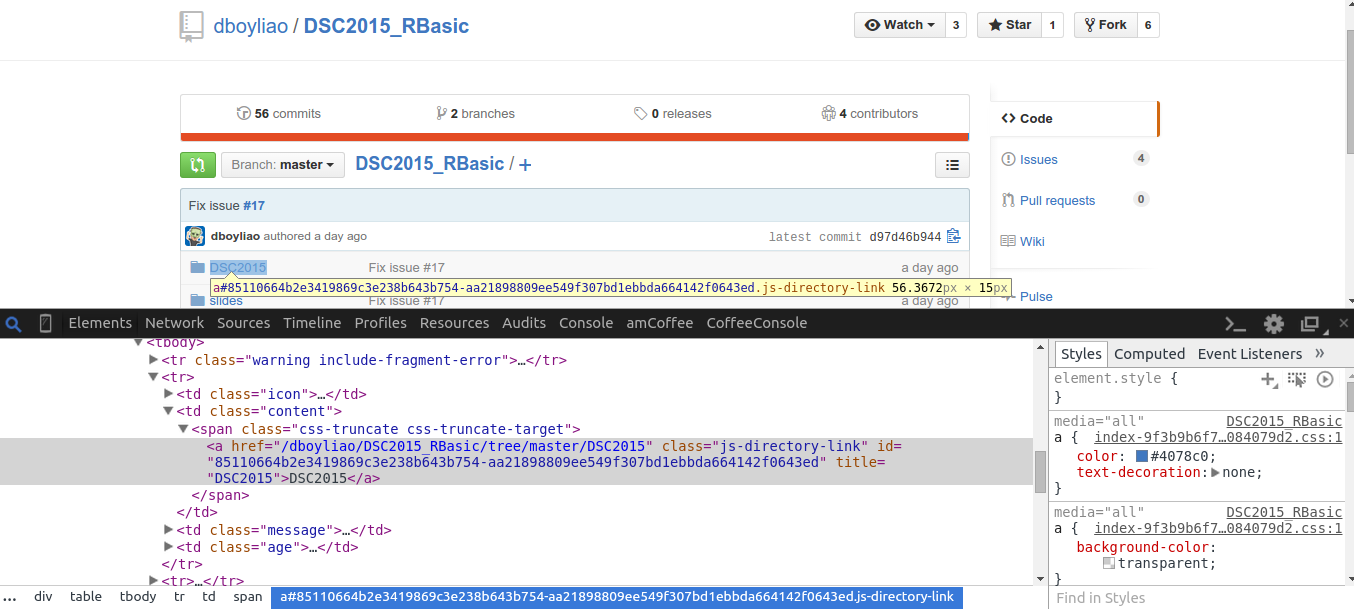 dboyliao / DSC2015_RBasic
Watch 3 Star 1 Fork 6
56 commits 2 branches 0 releases 4 contributors
Code
Branch: master DSC2015_RBasic / +
Issues 4
Fix issue #17
Pull requests 0
dboyliao authored a day ago latest commit d97d46b944
Wiki
DSC2015 Fix issue #17 a day ago
a#85110664b2e3419869c3e238b643b754-aa21898809ee549f307bd1ebbda664142f0643ed.js-directory-link 56.3672px × 15px
slides Fix issue #17 a day ago
Pulse
Elements Network Sources Timeline Profiles Resources Audits Console amCoffee CoffeeConsole
<tbody>
<tr class="warning include-fragment-error">…</tr>
<tr>
<td class="icon">…</td>
<td class="content">
<span class="css-truncate css-truncate-target">
<a href="/dboyliao/DSC2015_RBasic/tree/master/DSC2015" class="js-directory-link" id=
"85110664b2e3419869c3e238b643b754-aa21898809ee549f307bd1ebbda664142f0643ed" title=
"DSC2015">DSC2015</a>
</span>
</td>
<td class="message">…</td>
<td class="age">…</td>
</tr>
<tr>…</tr>
Styles Computed Event Listeners »
element.style {
}
media="all" DSC2015_RBasic
a { index-9f3b9b6f7…084079d2.css:1
color: #4078c0;
text-decoration: none;
}
media="all" DSC2015_RBasic
a { index-9f3b9b6f7…084079d2.css:1
background-color:
transparent;
}
... div table tbody tr td span a#85110664b2e3419869c3e238b643b754-aa21898809ee549f307bd1ebbda664142f0643ed.js-directory-link
Find in Styles